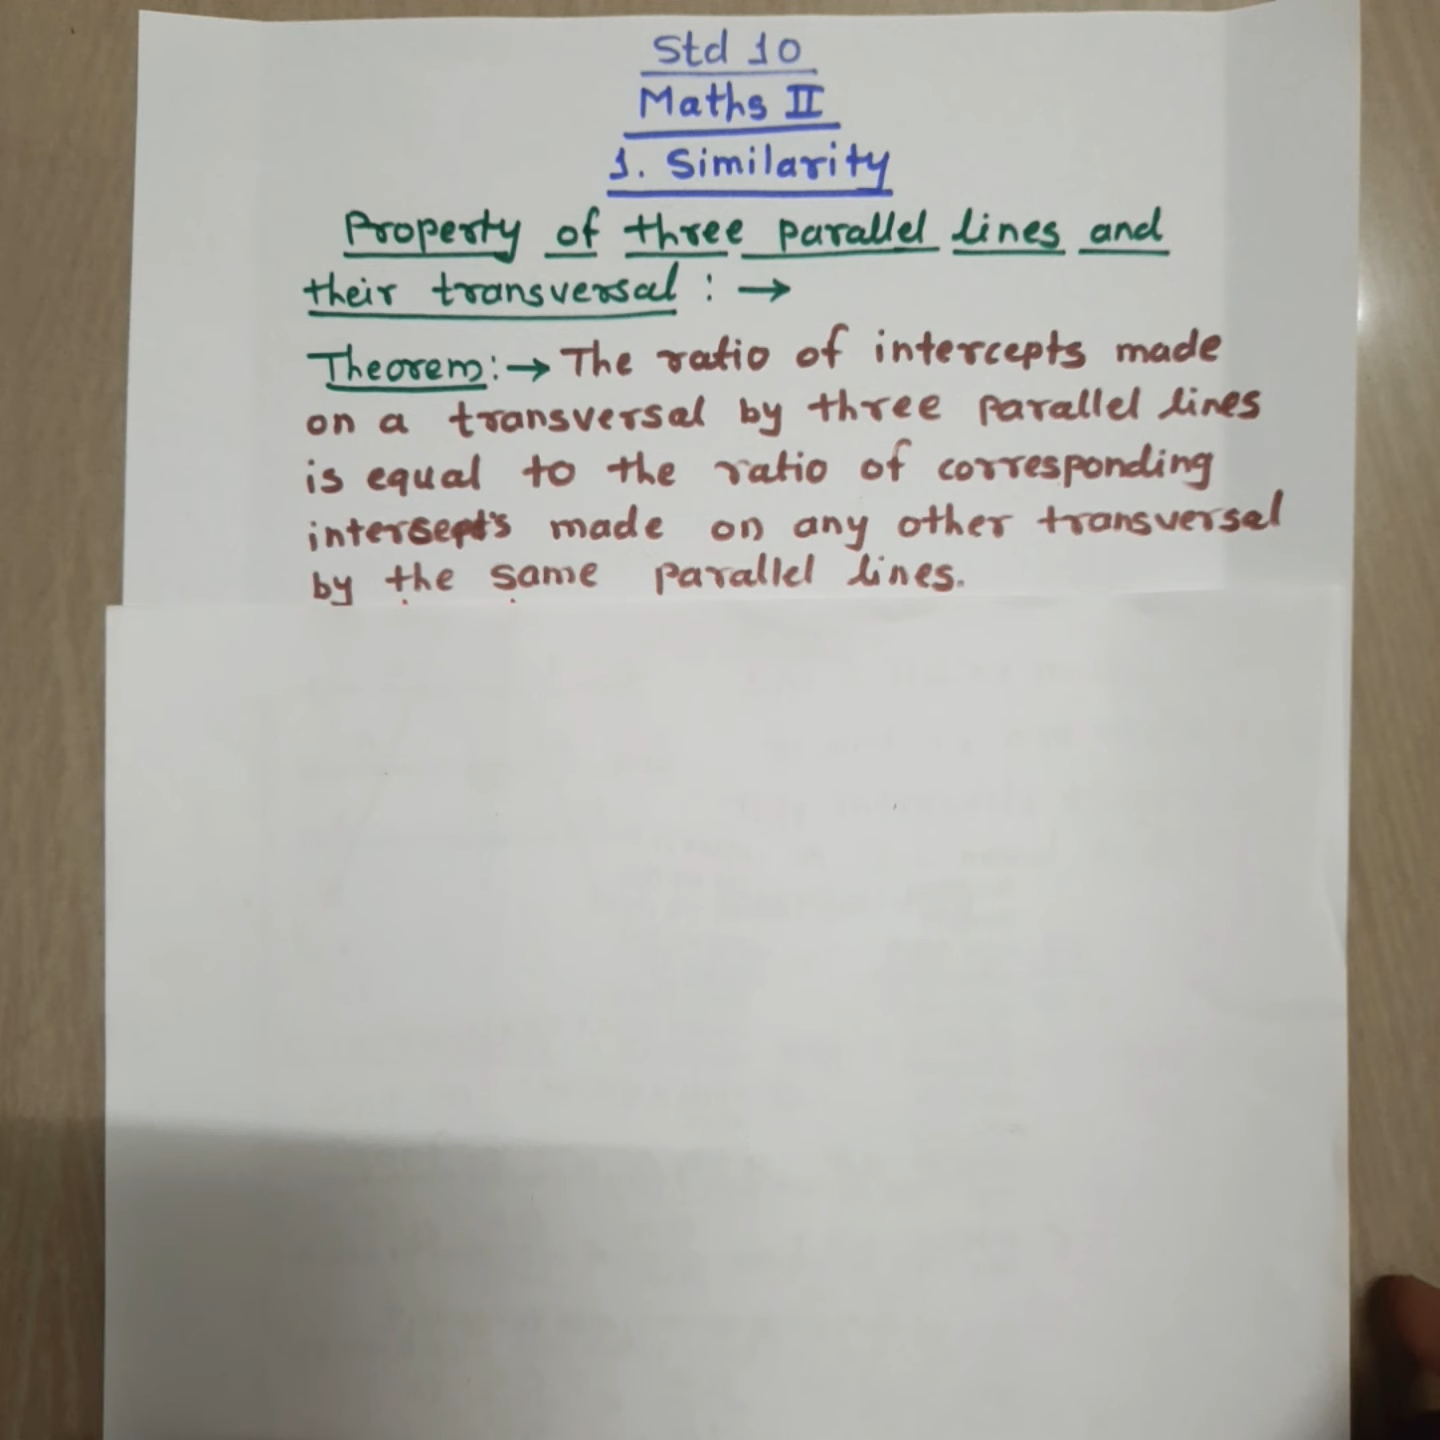 Std 10
Maths II
1. Similarity
Property of three parallel lines and
their transversal : →
Theorem:→ The ratio of intercepts made
on a transversal by three parallel lines
is equal to the ratio of corresponding
intersept's made on any other transversal
by the same parallel lines.